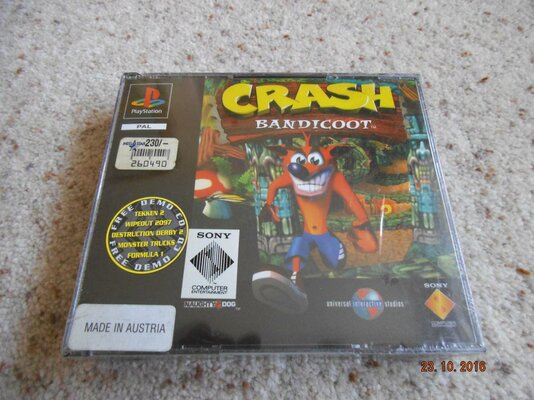 PlayStation
PAL
230/-
260490
FREE DEMO CD
TEKKEN 2
WIPEOUT 2097
DESTRUCTION DERBY 2
MONSTER TRUCKS
FORMULA 1
FREE DEMO CD
MADE IN AUSTRIA
CRASH
BANDICOOT
SONY
COMPUTER
ENTERTAINMENT
NAUGHTY DOG
universal interactive studios
SONY
COMPUTER
23.10.2016